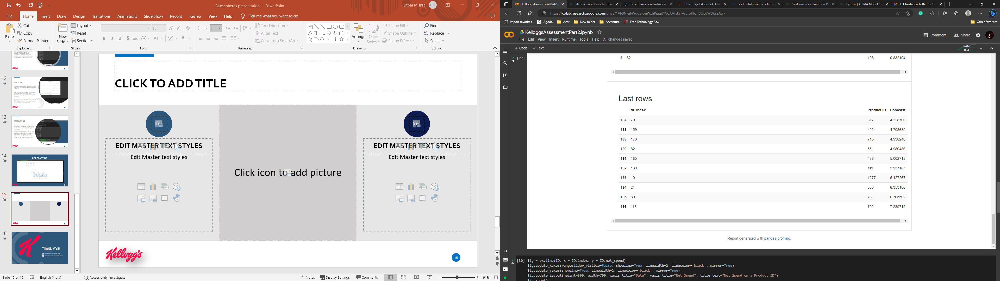 Blue spheres presentation - PowerPoint
Utpal Mishra UM
File Home Insert Draw Design Transitions Animations Slide Show Record Review View Help Tell me what you want to do
Paste
Cut
Copy
Format Painter
Clipboard
New Slide
Layout
Reset
Section
Slides
18
Font
Text Direction
Align Text
Convert to SmartArt
Paragraph
Arrange
Quick Styles
Shape Fill
Shape Outline
Shape Effects
Drawing
Find
Replace
Select
Editing
12
MODELING
13
FORECASTING
14
FORECASTING
15
16
THANK YOU!
CLICK TO ADD TITLE
icon
icon
EDIT MASTER TEXT STYLES
Edit Master text styles
Click icon to add picture
EDIT MASTER TEXT STYLES
Edit Master text styles
Kellogg's
15
Slide 15 of 16 English (India) Accessibility: Investigate Notes Display Settings Comments 91%
KelloggsAssessmentPart2.i data science lifesycle - Bing Time Series Forecasting in How to get slopes of data sort dataframe by column Sort rows or columns in Pa Python | ARIMA Model for UK Invitation Letter for Utp
https://colab.research.google.com/drive/1VF8N-uFWdu5-peWzhPjugdYVoAATst5T#scrollTo=SUEdWBk22AwF
Import favorites Agoda Acer New folder Accenture Free Technology Bo... Other favorites
KelloggsAssessmentPart2.ipynb
File Edit View Insert Runtime Tools Help All changes saved
Comment Share
+ Code + Text
RAM
Disk
[27]
7s
9 62 198 0.832104
Last rows
df_index Product ID Forecast
187 70 617 4.228760
188 159 452 4.708635
189 173 715 4.938240
190 82 55 4.980486
191 185 486 5.002718
192 139 111 5.257185
193 10 1277 6.127267
194 21 306 6.353100
195 89 76 6.705562
196 116 702 7.285712
Report generated with pandas-profiling.
[30] fig = px.line(ID, x = ID.index, y = ID.net_spend)
0s
fig.update_xaxes(rangeslider_visible=False, showline=True, linewidth=2, linecolor='black', mirror=True)
fig.update_yaxes(showline=True, linewidth=2, linecolor='black', mirror=True)
fig.update_layout(height=500, width=700, xaxis_title="Date", yaxis_title="Net Spend", title_text="Net Spend on a Product ID")
fig.show()